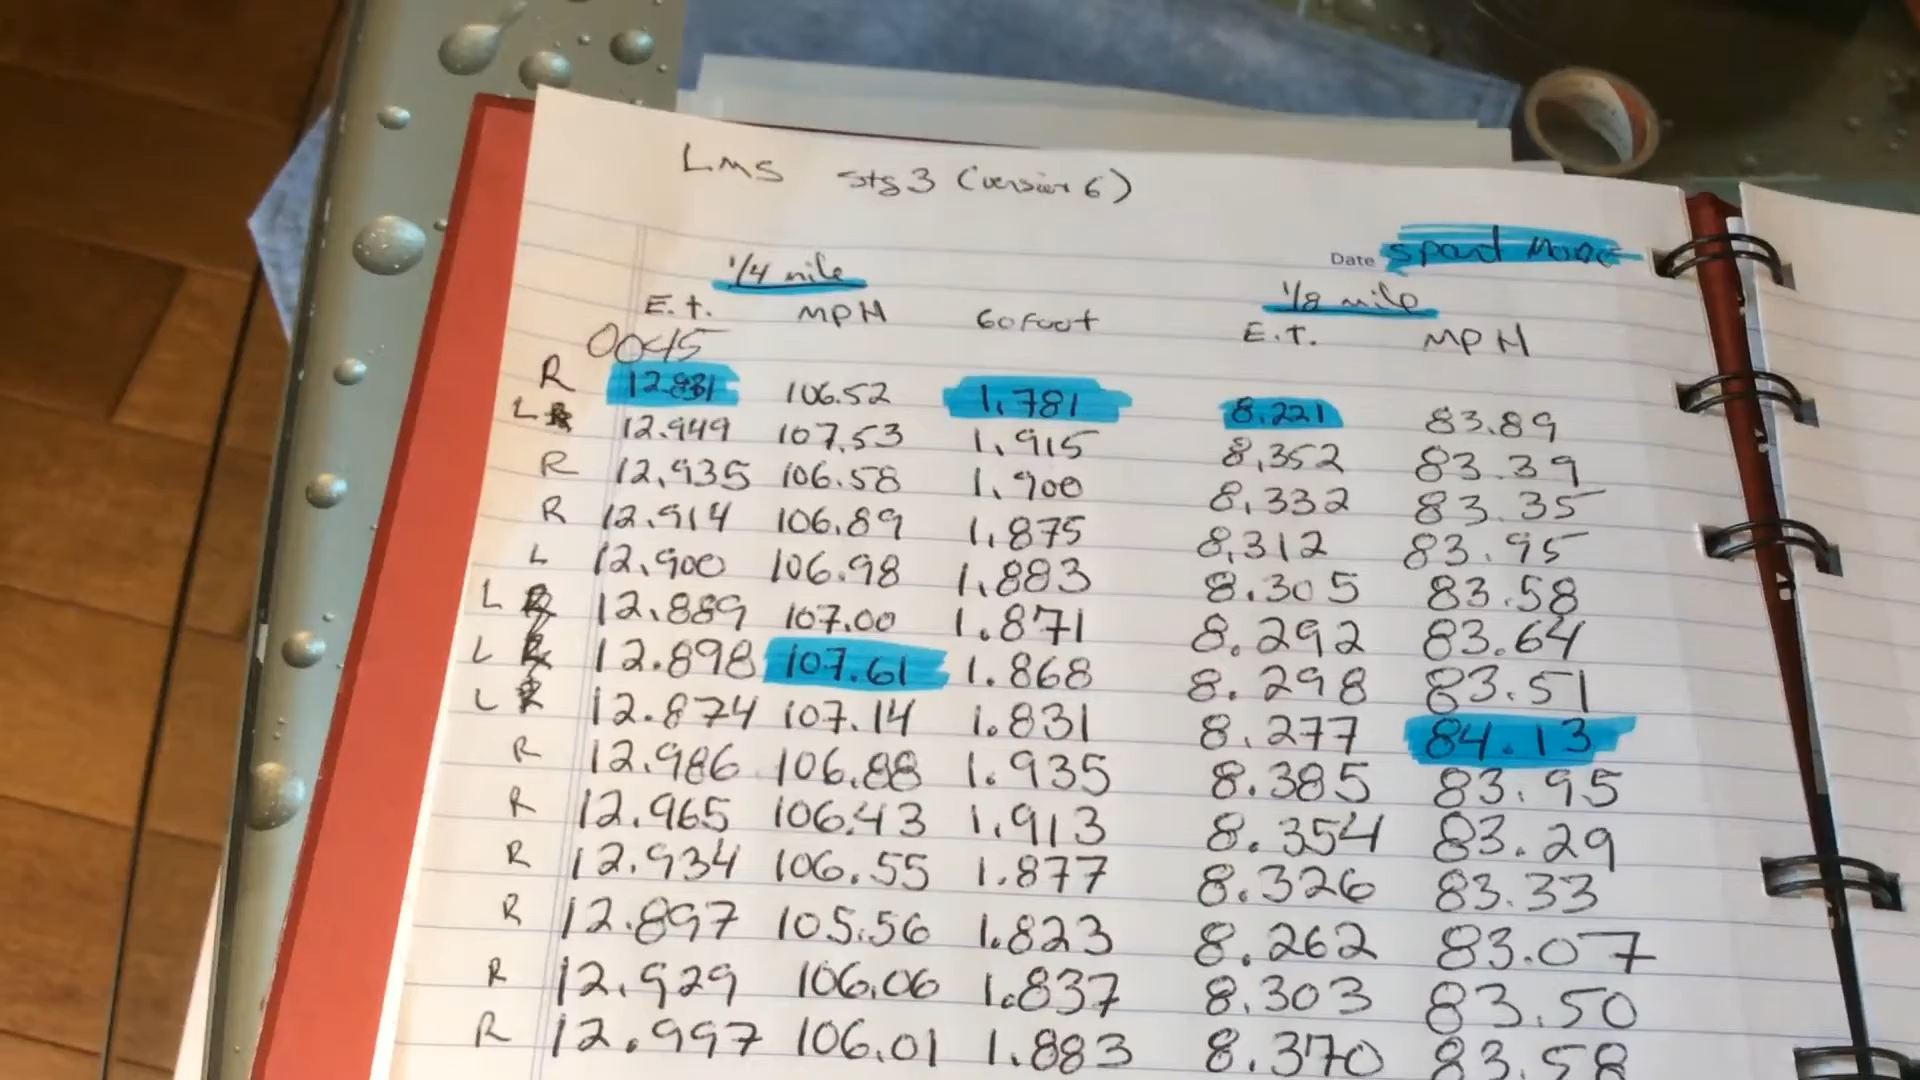 LMS stg 3 (version 6)
Date Sport Mode
1/4 mile 1/8 mile
E.t. MPH 60 foot E.T. MPH
R 12.831 106.52 1.781 8.221 83.89
L 12.949 107.53 1.915 8.352 83.39
R 12.935 106.58 1.900 8.332 83.35
R 12.914 106.89 1.875 8.312 83.95
L 12.900 106.98 1.883 8.305 83.58
L 12.889 107.00 1.871 8.292 83.64
L 12.898 107.61 1.868 8.298 83.51
L 12.874 107.14 1.831 8.277 84.13
R 12.986 106.88 1.935 8.385 83.95
R 12.965 106.43 1.913 8.354 83.29
R 12.934 106.55 1.877 8.326 83.33
R 12.897 105.56 1.823 8.262 83.07
R 12.929 106.06 1.837 8.303 83.50
R 12.997 106.01 1.883 8.370 83.58